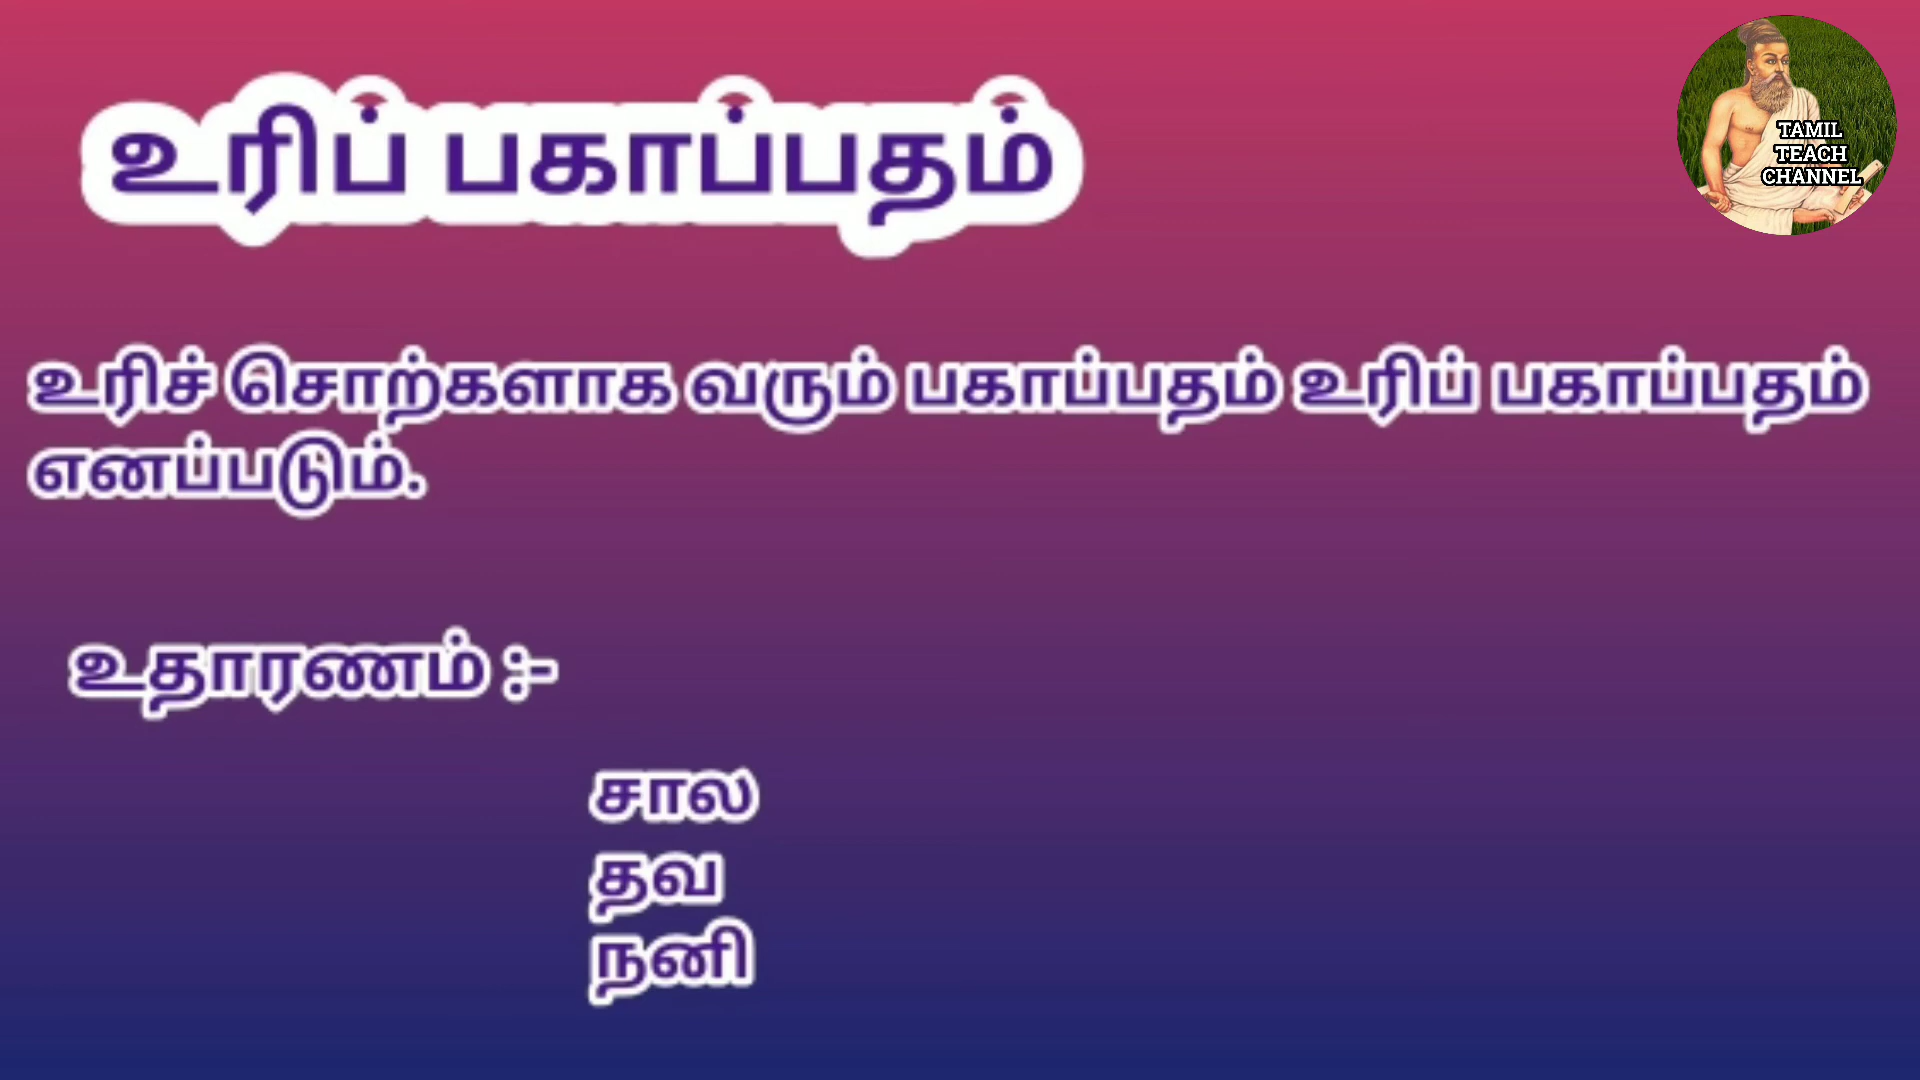 உரிப் பகாப்பதம்
TAMIL
TEACH
CHANNEL
உரிச் சொற்களாக வரும் பகாப்பதம் உரிப் பகாப்பதம்
எனப்படும்.
உதாரணம் :-
சால
தவ
நனி